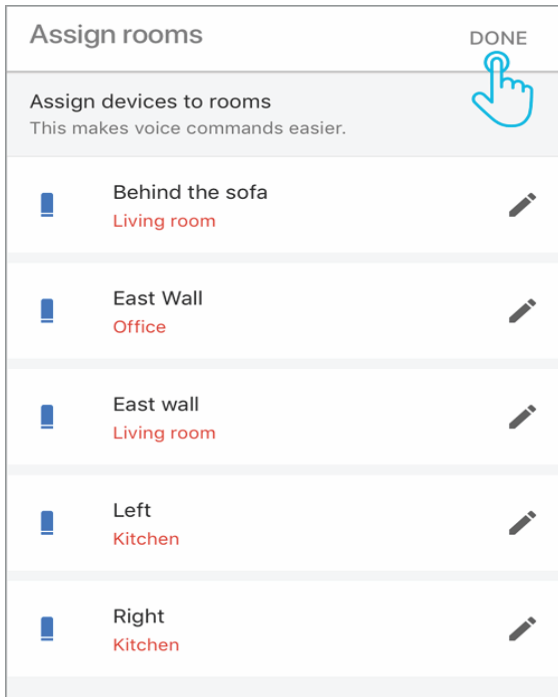 Assign rooms
DONE
Assign devices to rooms
This makes voice commands easier.
Behind the sofa
Living room
East Wall
Office
East wall
Living room
Left
Kitchen
Right
Kitchen